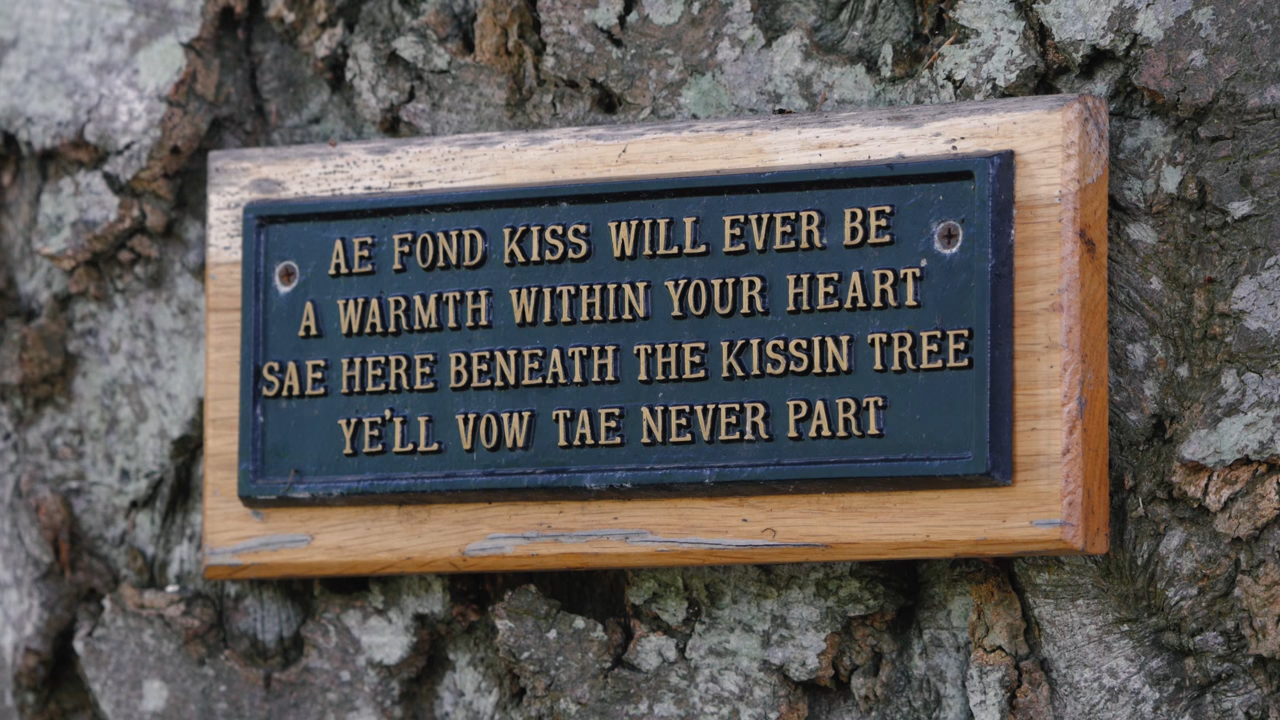 AE FOND KISS WILL EVER BE
A WARMTH WITHIN YOUR HEART
SAE HERE BENEATH THE KISSIN TREE
YE'LL VOW TAE NEVER PART